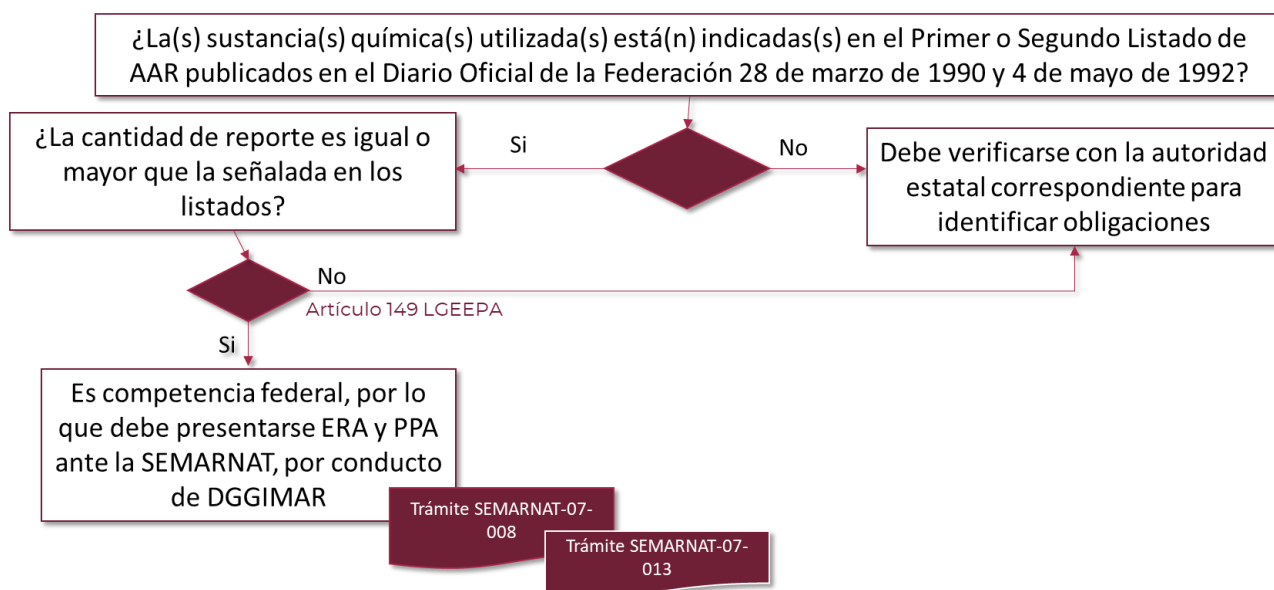 ¿La(s) sustancia(s) química(s) utilizada(s) está(n) indicadas(s) en el Primer o Segundo Listado de
AAR publicados en el Diario Oficial de la Federación 28 de marzo de 1990 y 4 de mayo de 1992?
¿La cantidad de reporte es igual o
mayor que la señalada en los
listados?
Si
No
Debe verificarse con la autoridad
estatal correspondiente para
identificar obligaciones
No
Artículo 149 LGEEPA
Si
Es competencia federal, por lo
que debe presentarse ERA y PPA
ante la SEMARNAT, por conducto
de DGGIMAR
Trámite SEMARNAT-07-
008
Trámite SEMARNAT-07-
013